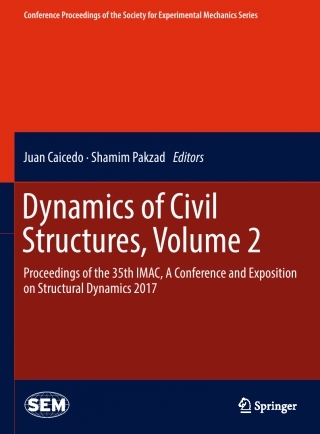 Conference Proceedings of the Society for Experimental Mechanics Series
Juan Caicedo · Shamim Pakzad Editors
Dynamics of Civil
Structures, Volume 2
Proceedings of the 35th IMAC, A Conference and Exposition
on Structural Dynamics 2017
SEM
Springer